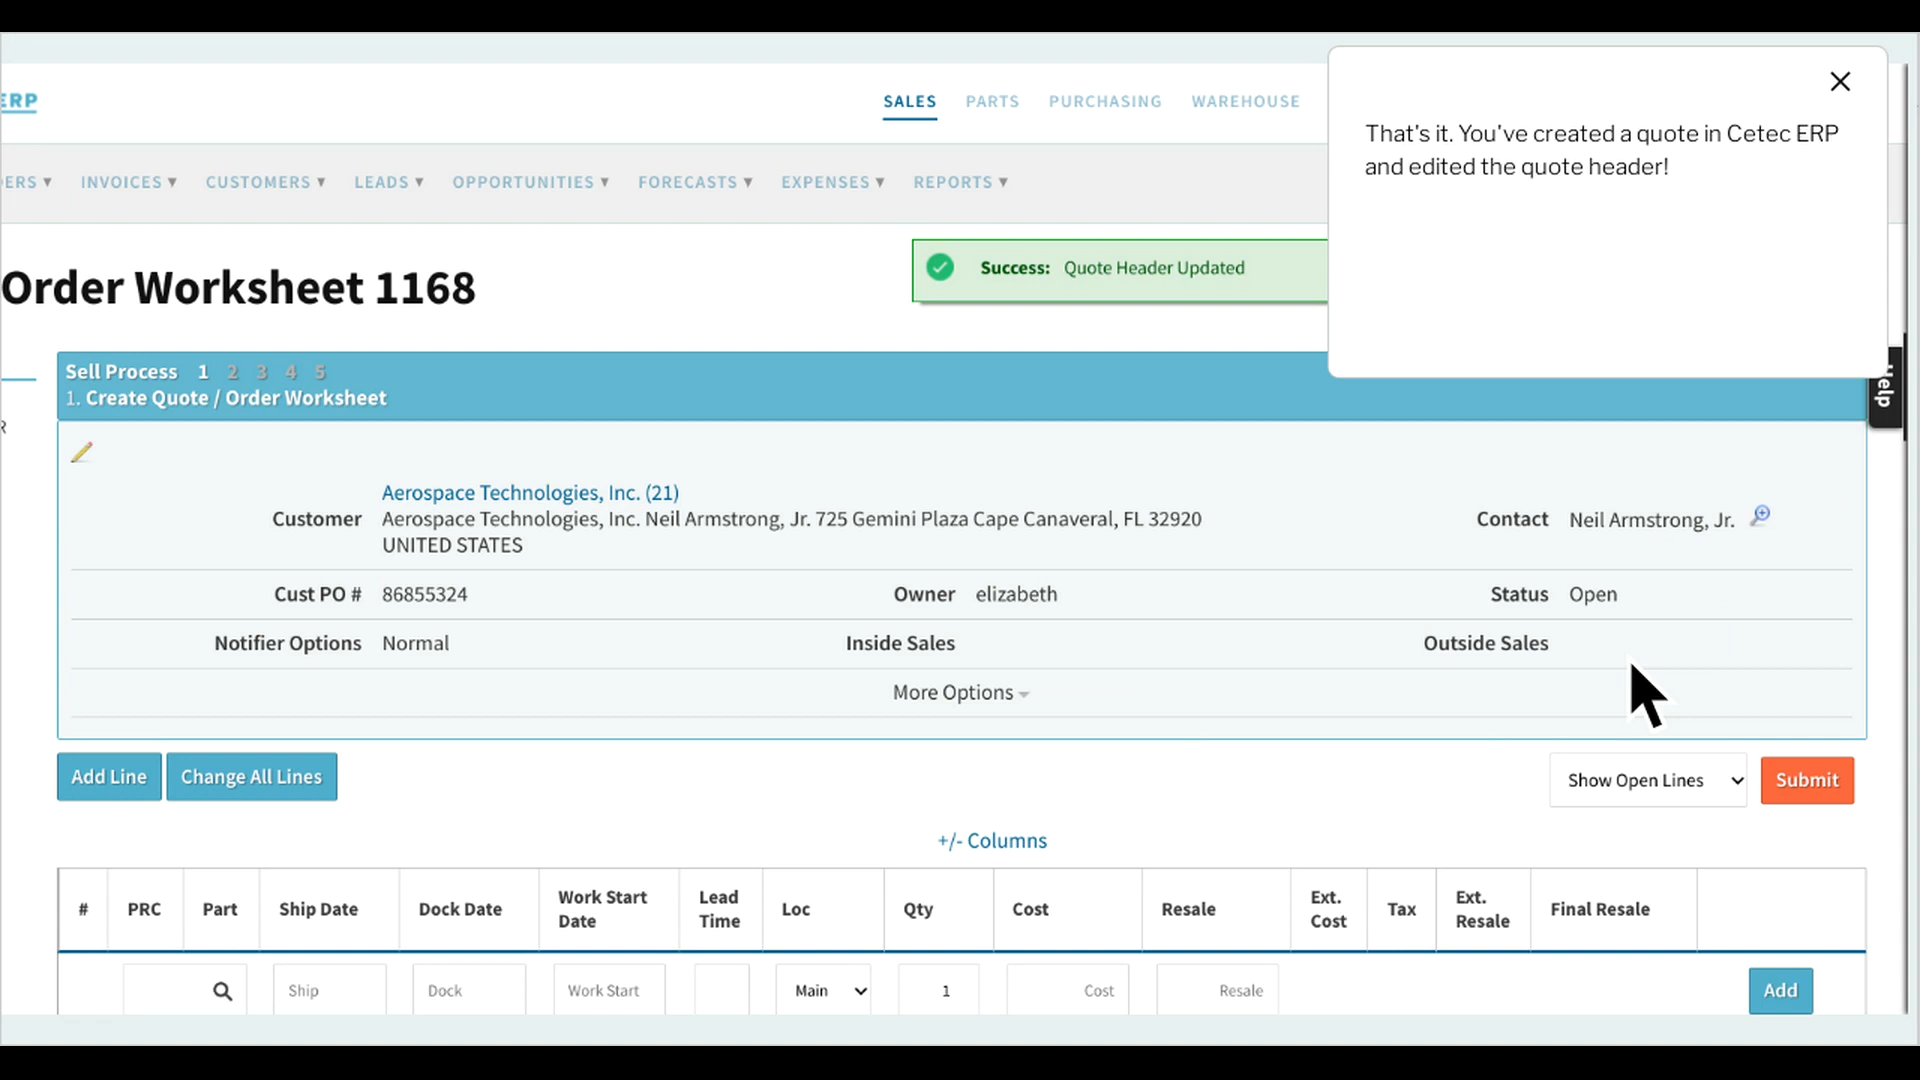 ERP
SALES PARTS PURCHASING WAREHOUSE
That's it. You've created a quote in Cetec ERP
and edited the quote header!
ERS ▾ INVOICES ▾ CUSTOMERS ▾ LEADS ▾ OPPORTUNITIES ▾ FORECASTS ▾ EXPENSES ▾ REPORTS ▾
Order Worksheet 1168
Success: Quote Header Updated
Sell Process 1 2 3 4 5
1. Create Quote / Order Worksheet
Help
R
Aerospace Technologies, Inc. (21)
Customer Aerospace Technologies, Inc. Neil Armstrong, Jr. 725 Gemini Plaza Cape Canaveral, FL 32920
UNITED STATES
Contact Neil Armstrong, Jr.
Cust PO # 86855324 Owner elizabeth Status Open
Notifier Options Normal Inside Sales Outside Sales
More Options
Add Line Change All Lines Show Open Lines Submit
+/- Columns
# PRC Part Ship Date Dock Date Work Start Date Lead Time Loc Qty Cost Resale Ext. Cost Tax Ext. Resale Final Resale
Ship Dock Work Start Main 1 Cost Resale Add